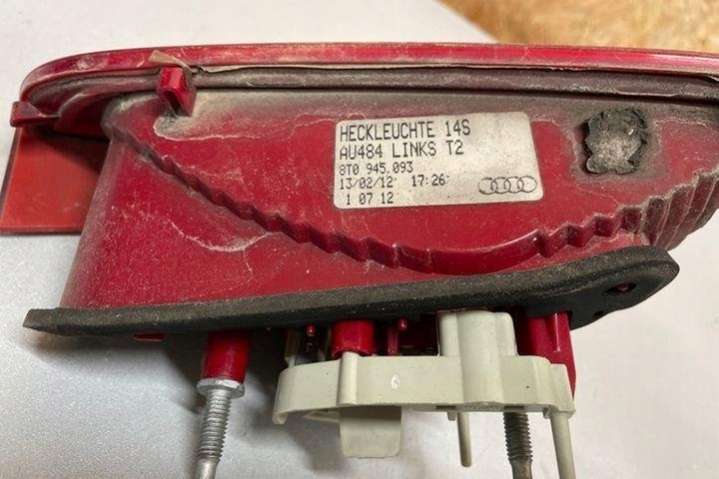 HECKLEUCHTE 14S
AU484 LINKS T2
8T0 945.093
13/02/12 17:26
1 07 12